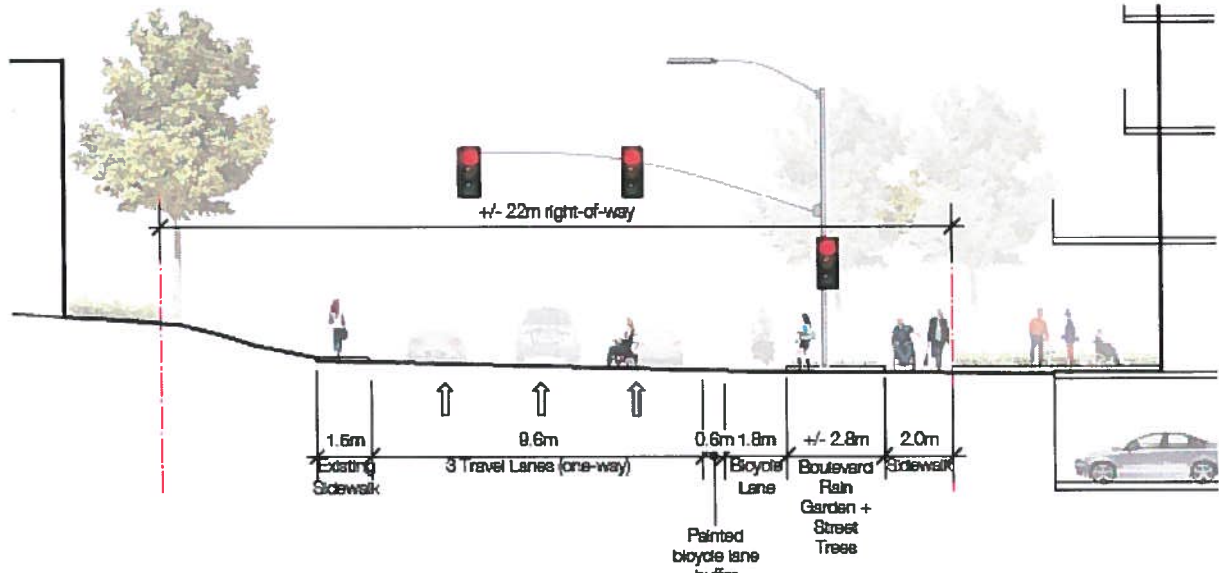 +/- 22m right-of-way
1.5m
9.6m
0.6m
1.8m
+/- 2.8m
2.0m
Existing
Sidewalk
3 Travel Lanes (one-way)
Bicycle
Lane
Boulevard
Rain
Garden +
Street
Trees
Sidewalk
Painted
bicycle lane
buffer